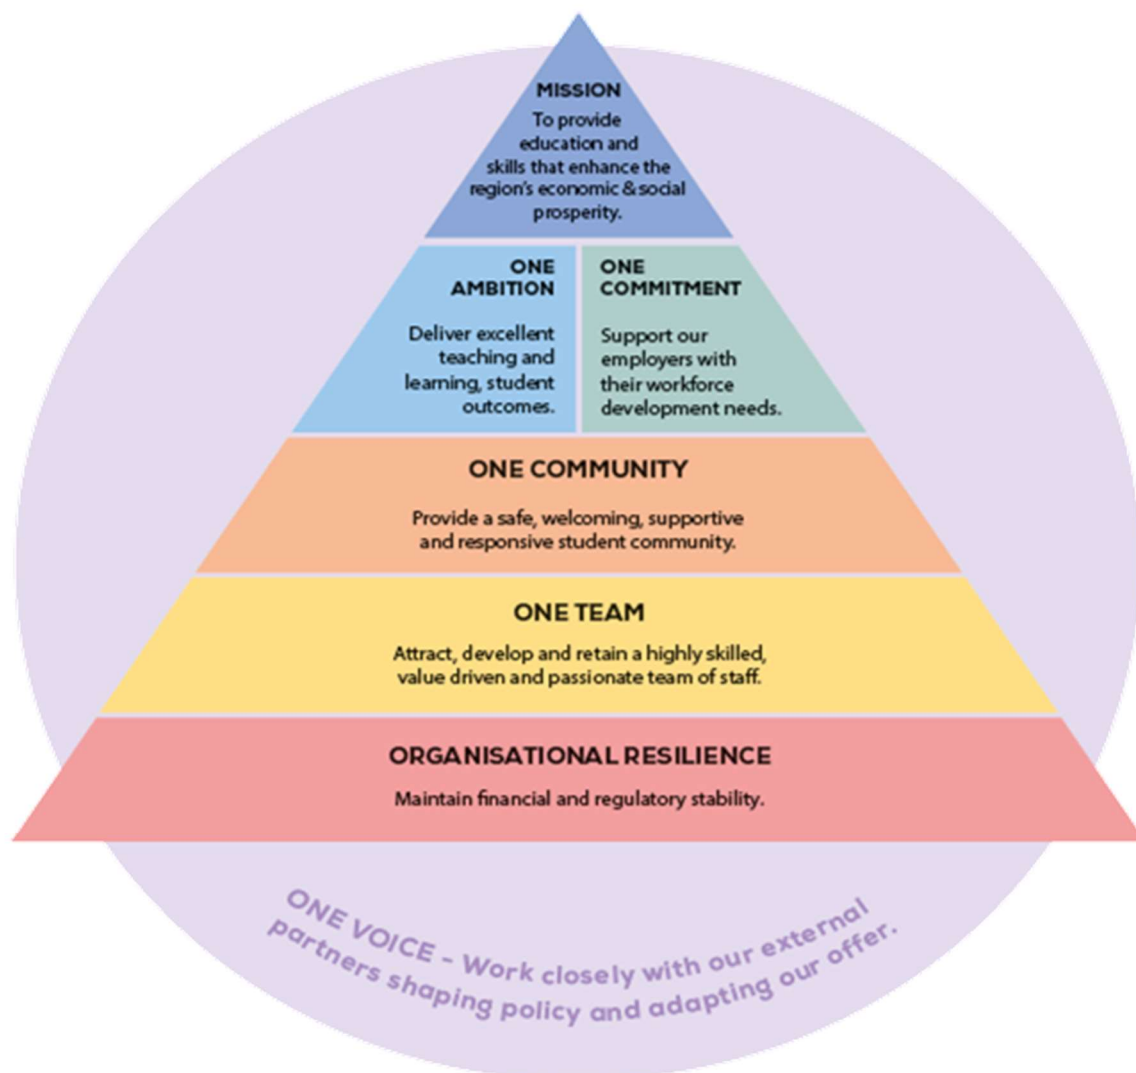 MISSION
To provide
education and
skills that enhance the
region's economic & social
prosperity.
ONE
AMBITION
Deliver excellent
teaching and
learning, student
outcomes.
ONE
COMMITMENT
Support our
employers with
their workforce
development needs.
ONE COMMUNITY
Provide a safe, welcoming, supportive
and responsive student community.
ONE TEAM
Attract, develop and retain a highly skilled,
value driven and passionate team of staff.
ORGANISATIONAL RESILIENCE
Maintain financial and regulatory stability.
ONE VOICE - Work closely with our external
partners shaping policy and adapting our offer.